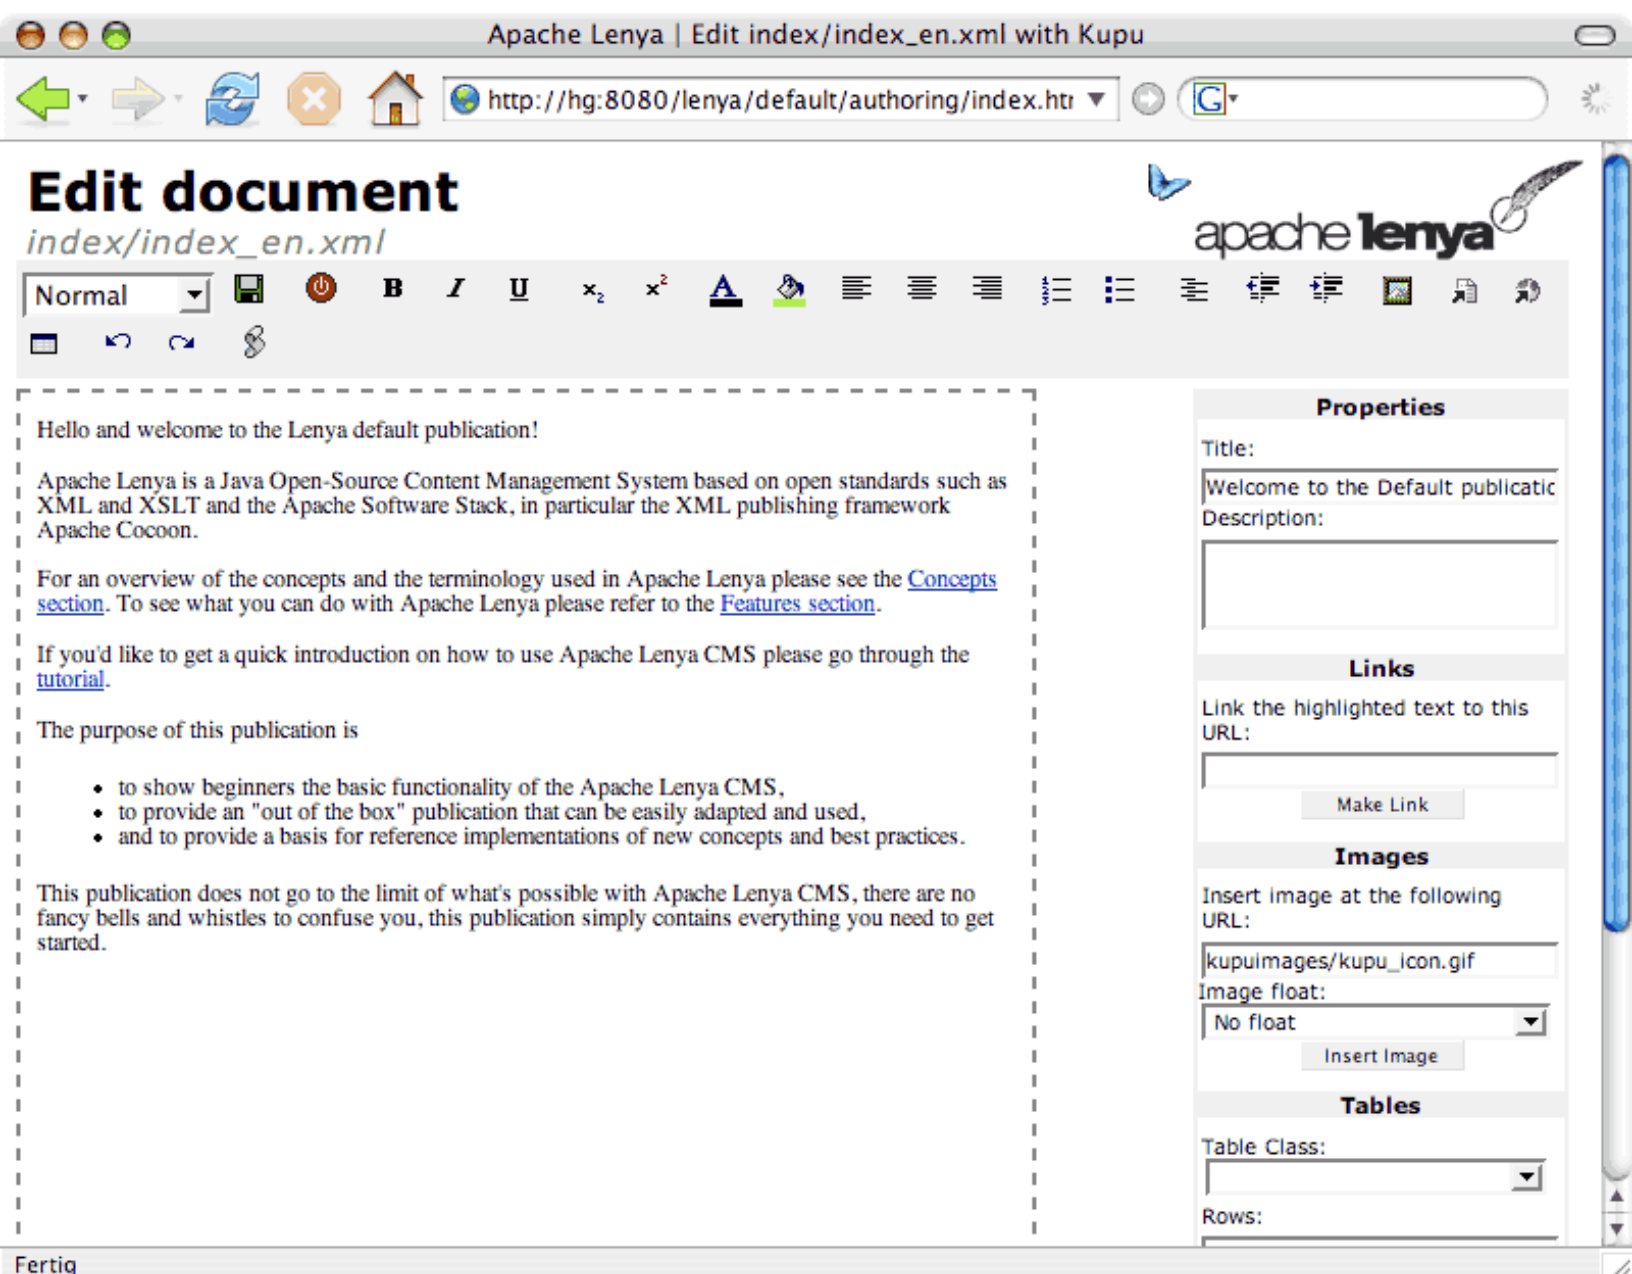 Apache Lenya | Edit index/index_en.xml with Kupu
http://hg:8080/lenya/default/authoring/index.htr
G
Edit document
index/index_en.xml
apache lenya
Normal
B I U x2 x2 A
Hello and welcome to the Lenya default publication!
Apache Lenya is a Java Open-Source Content Management System based on open standards such as
XML and XSLT and the Apache Software Stack, in particular the XML publishing framework
Apache Cocoon.
For an overview of the concepts and the terminology used in Apache Lenya please see the Concepts
section. To see what you can do with Apache Lenya please refer to the Features section.
If you'd like to get a quick introduction on how to use Apache Lenya CMS please go through the
tutorial.
The purpose of this publication is
• to show beginners the basic functionality of the Apache Lenya CMS,
• to provide an "out of the box" publication that can be easily adapted and used,
• and to provide a basis for reference implementations of new concepts and best practices.
This publication does not go to the limit of what's possible with Apache Lenya CMS, there are no
fancy bells and whistles to confuse you, this publication simply contains everything you need to get
started.
Properties
Title:
Welcome to the Default publicatic
Description:
Links
Link the highlighted text to this
URL:
Make Link
Images
Insert image at the following
URL:
kupuimages/kupu_icon.gif
Image float:
No float
Insert Image
Tables
Table Class:
Rows:
Fertig